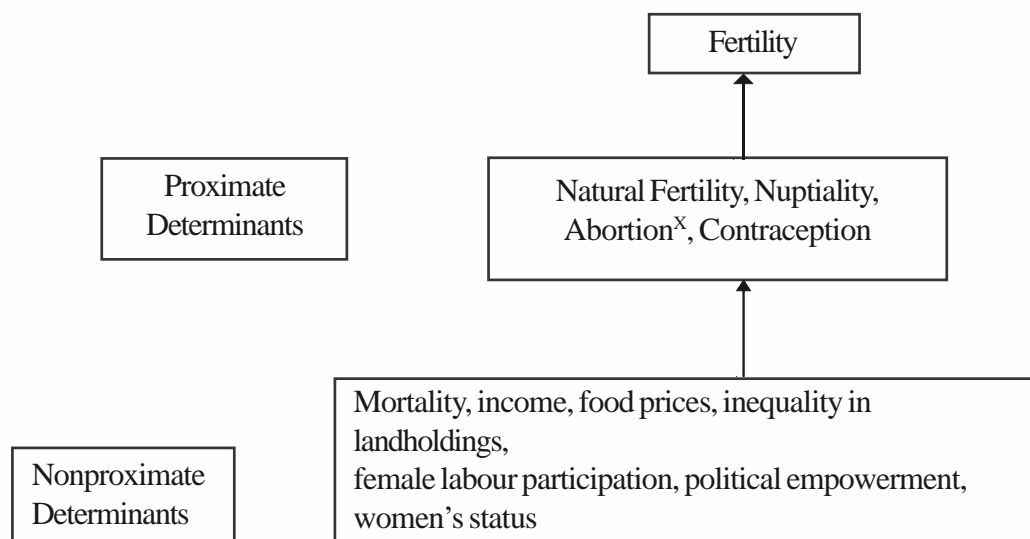 Fertility
Proximate
Determinants
Natural Fertility, Nuptiality,
Abortion^X, Contraception
Mortality, income, food prices, inequality in
landholdings,
female labour participation, political empowerment,
women's status
Nonproximate
Determinants